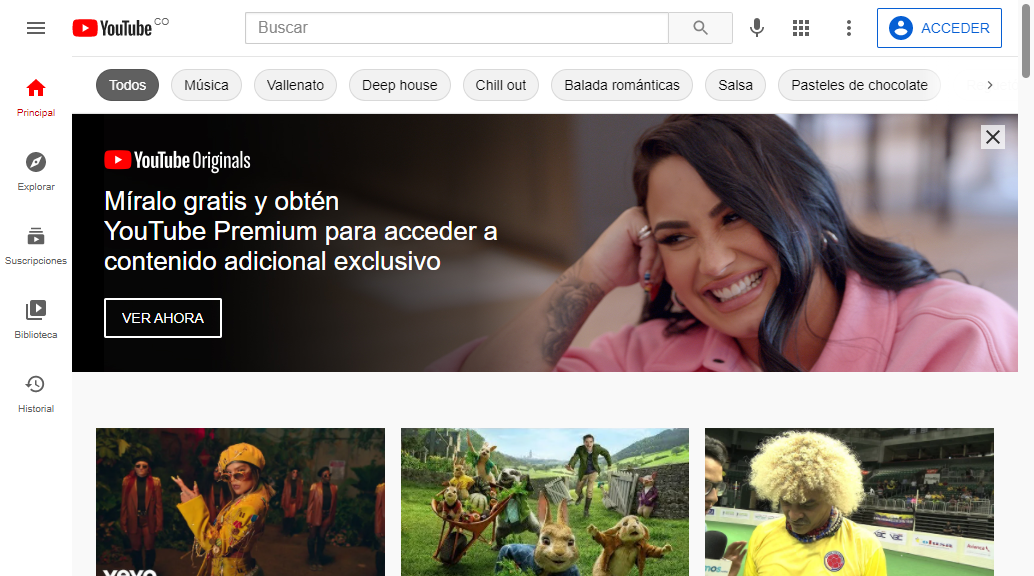 YouTube CO
Buscar
ACCEDER
Todos
Música
Vallenato
Deep house
Chill out
Balada románticas
Salsa
Pasteles de chocolate
Principal
Explorar
Suscripciones
Biblioteca
Historial
YouTube Originals
Míralo gratis y obtén
YouTube Premium para acceder a
contenido adicional exclusivo
VER AHORA
vevo